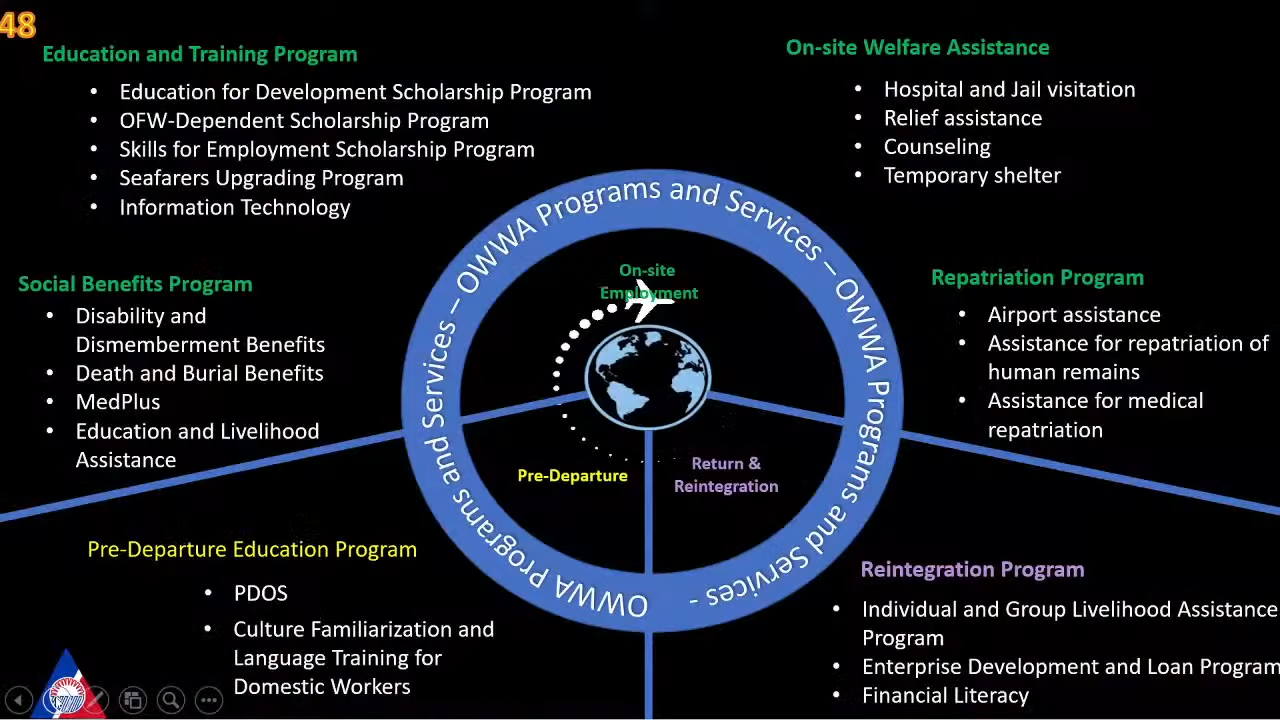 48
Education and Training Program
• Education for Development Scholarship Program
• OFW-Dependent Scholarship Program
• Skills for Employment Scholarship Program
• Seafarers Upgrading Program
• Information Technology
On-site Welfare Assistance
• Hospital and Jail visitation
• Relief assistance
• Counseling
• Temporary shelter
Social Benefits Program
• Disability and
Dismemberment Benefits
• Death and Burial Benefits
• MedPlus
• Education and Livelihood
Assistance
OWWA Programs and Services – OWWA Programs and Services - OWWA Programs and Services –
On-site
Employment
Pre-Departure
Return &
Reintegration
Repatriation Program
• Airport assistance
• Assistance for repatriation of
human remains
• Assistance for medical
repatriation
Pre-Departure Education Program
• PDOS
• Culture Familiarization and
Language Training for
Domestic Workers
Reintegration Program
• Individual and Group Livelihood Assistance
Program
• Enterprise Development and Loan Program
• Financial Literacy